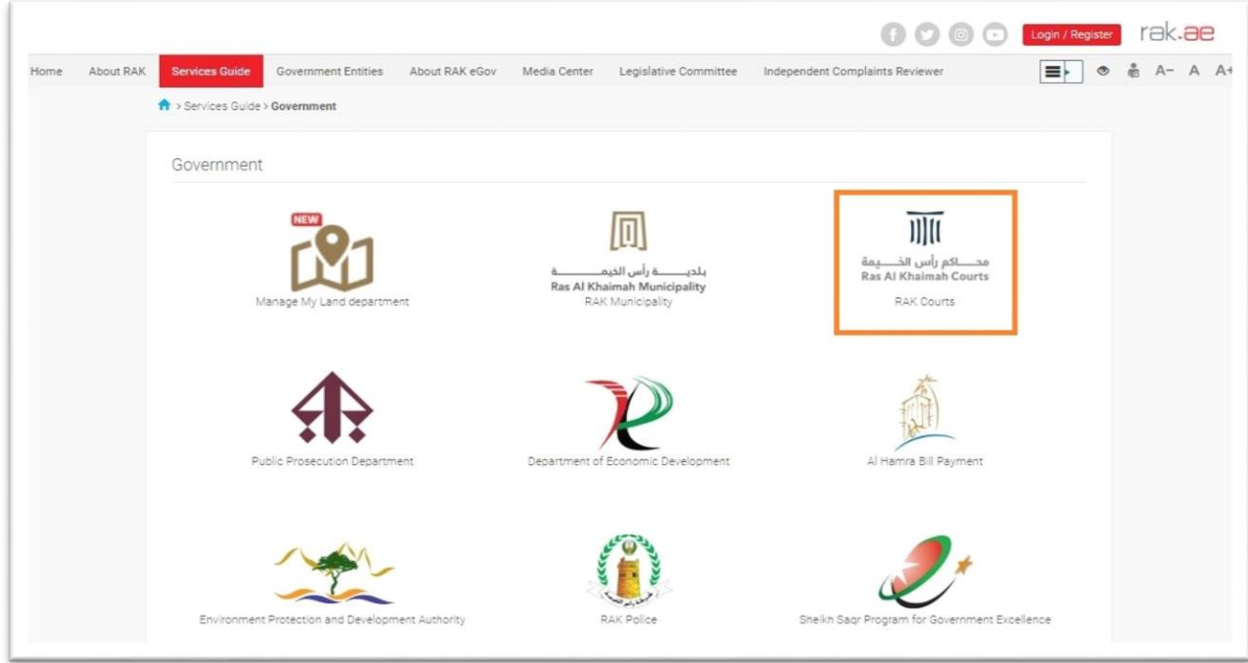 Login / Register
rak.ae
Home About RAK Services Guide Government Entities About RAK eGov Media Center Legislative Committee Independent Complaints Reviewer A- A A+
> Services Guide > Government
Government
NEW
Manage My Land department
بلديـــــة رأس الخيمـــــــــة
Ras Al Khaimah Municipality
RAK Municipality
محـــــاكم رأس الخـــــيمة
Ras Al Khaimah Courts
RAK Courts
Public Prosecution Department
Department of Economic Development
Al Hamra Bill Payment
Environment Protection and Development Authority
RAK Police
Sheikh Saqr Program for Government Excellence